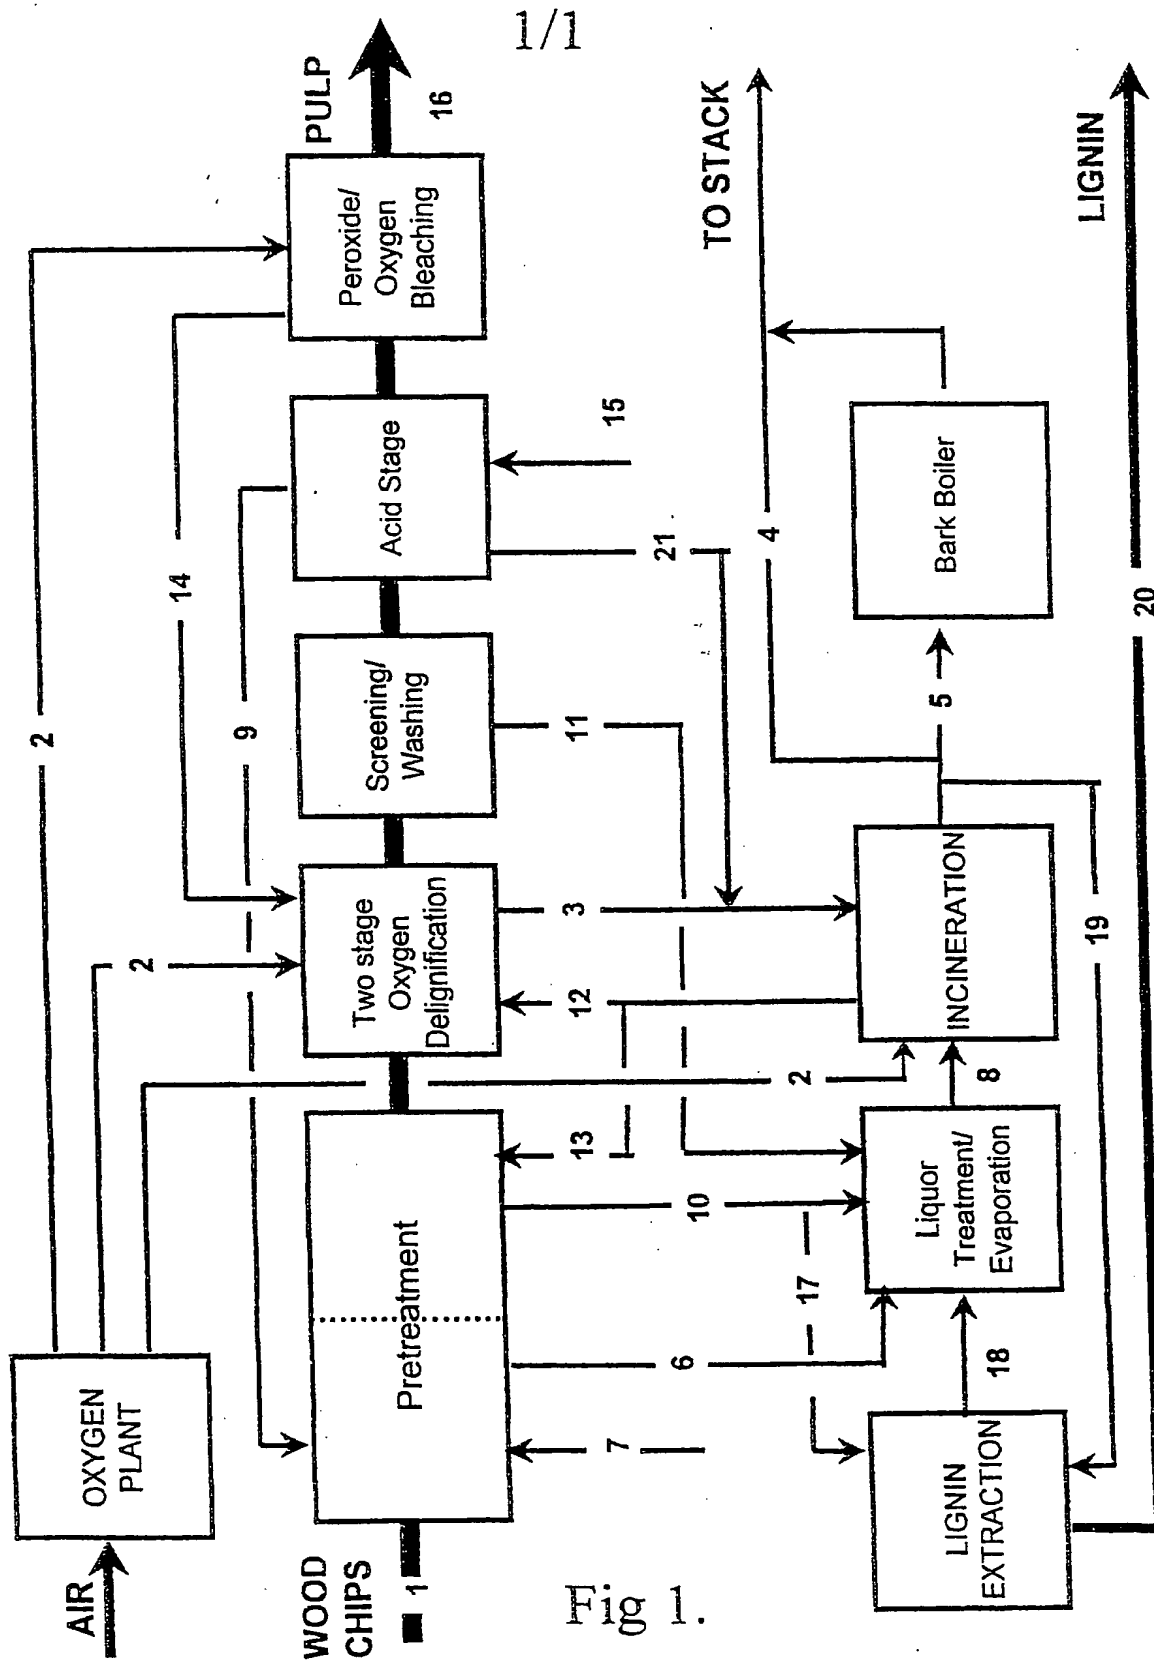 1/1
AIR
OXYGEN
PLANT
2
2
2
14
9
WOOD
CHIPS
1
Pretreatment
Two stage
Oxygen
Delignification
Screening/
Washing
Acid Stage
Peroxide/
Oxygen
Bleaching
PULP
16
7
6
10
13
12
3
11
21
15
17
LIGNIN
EXTRACTION
18
Liquor
Treatment/
Evaporation
8
INCINERATION
5
4
Bark Boiler
TO STACK
19
20
LIGNIN
Fig 1.